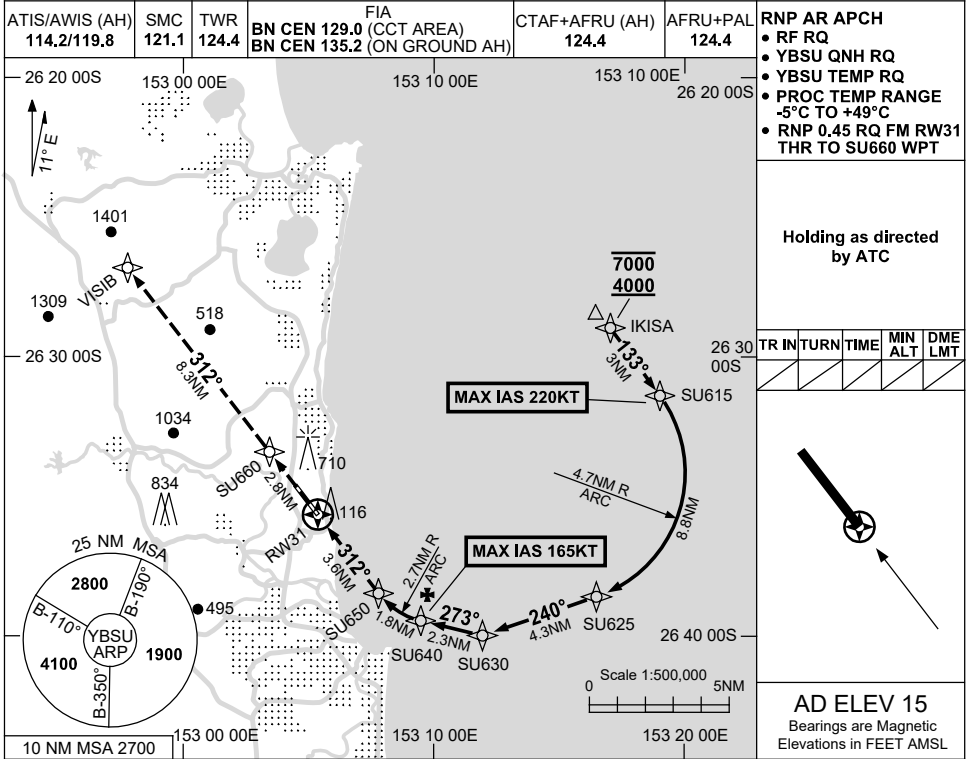 ATIS/AWIS (AH)
114.2/119.8
SMC
121.1
TWR
124.4
FIA
BN CEN 129.0 (CCT AREA)
BN CEN 135.2 (ON GROUND AH)
CTAF+AFRU (AH)
124.4
AFRU+PAL
124.4
RNP AR APCH
• RF RQ
• YBSU QNH RQ
• YBSU TEMP RQ
• PROC TEMP RANGE
-5°C TO +49°C
• RNP 0.45 RQ FM RW31
THR TO SU660 WPT
Holding as directed
by ATC
TR IN
TURN
TIME
MIN
ALT
DME
LMT
26 20 00S
153 00 00E
153 10 00E
153 10 00E
26 20 00S
11° E
1401
VISIB
1309
518
26 30 00S
312°
8.3NM
7000
4000
IKISA
133°
3NM
26 30
00S
MAX IAS 220KT
SU615
1034
SU660
710
2.8NM
834
116
RW31
4.7NM R
ARC
8.8NM
312°
3.6NM
2.7NM R
ARC
MAX IAS 165KT
SU650
1.8NM
273°
2.3NM
240°
4.3NM
SU625
SU640
SU630
26 40 00S
25 NM MSA
2800
B-190°
B-110°
YBSU
ARP
4100
1900
B-350°
495
10 NM MSA 2700
Scale 1:500,000
0
5NM
153 00 00E
153 10 00E
153 20 00E
AD ELEV 15
Bearings are Magnetic
Elevations in FEET AMSL